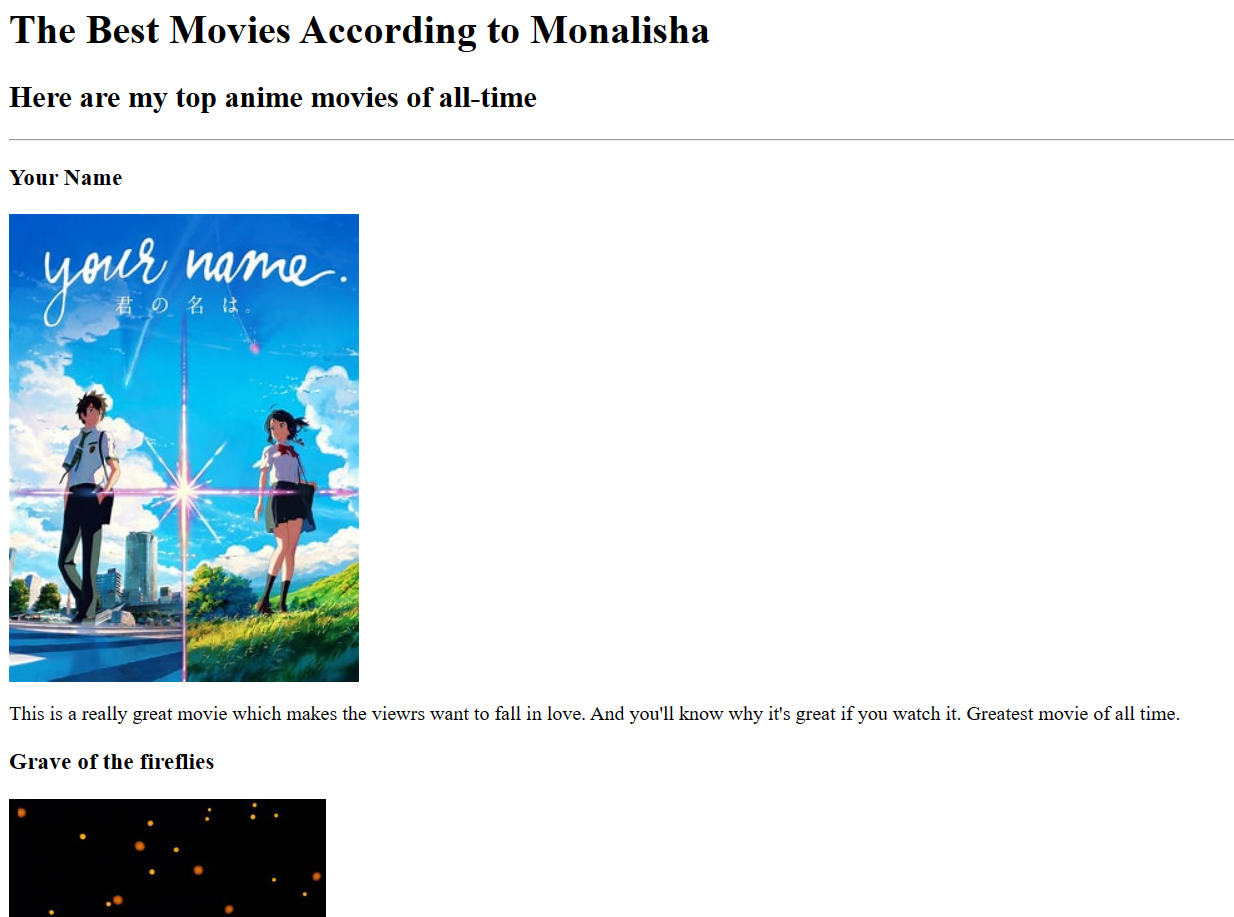 The Best Movies According to Monalisha
Here are my top anime movies of all-time
Your Name
your name.
君の名は。
This is a really great movie which makes the viewrs want to fall in love. And you'll know why it's great if you watch it. Greatest movie of all time.
Grave of the fireflies